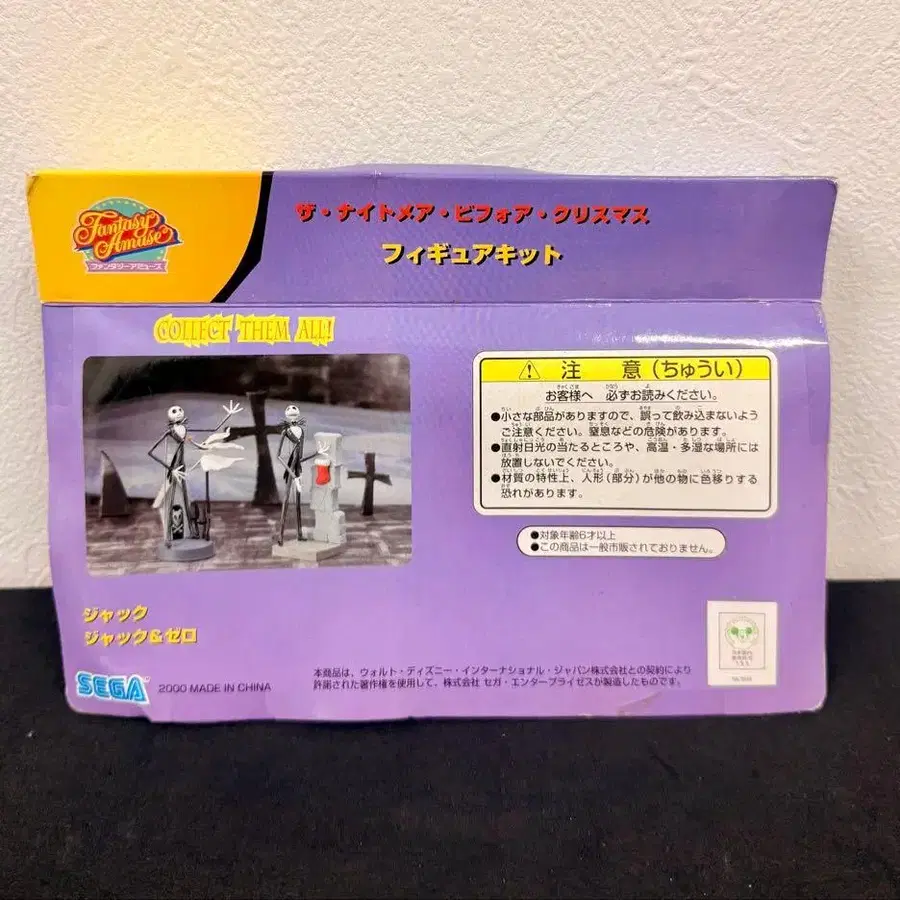 Fantasy
Amuse
ファンタジーアミューズ
ザ・ナイトメア・ビフォア・クリスマス
フィギュアキット
COLLECT THEM ALL!
注 意(ちゅうい)
お客様へ 必ずお読みください。
●小さな部品がありますので、誤って飲み込まないよう
ご注意ください。窒息などの危険があります。
●直射日光の当たるところや、高温・多湿な場所には
放置しないでください。
●材質の特性上、人形(部分)が他の物に色移りする
恐れがあります。
●対象年齢6才以上
●この商品は一般市販されておりません。
ジャック
ジャック&ゼロ
SEGA 2000 MADE IN CHINA
本商品は、ウォルト・ディズニー・インターナショナル・ジャパン株式会社との契約により
許諾された著作権を使用して、株式会社 セガ・エンタープライゼスが製造したものです。